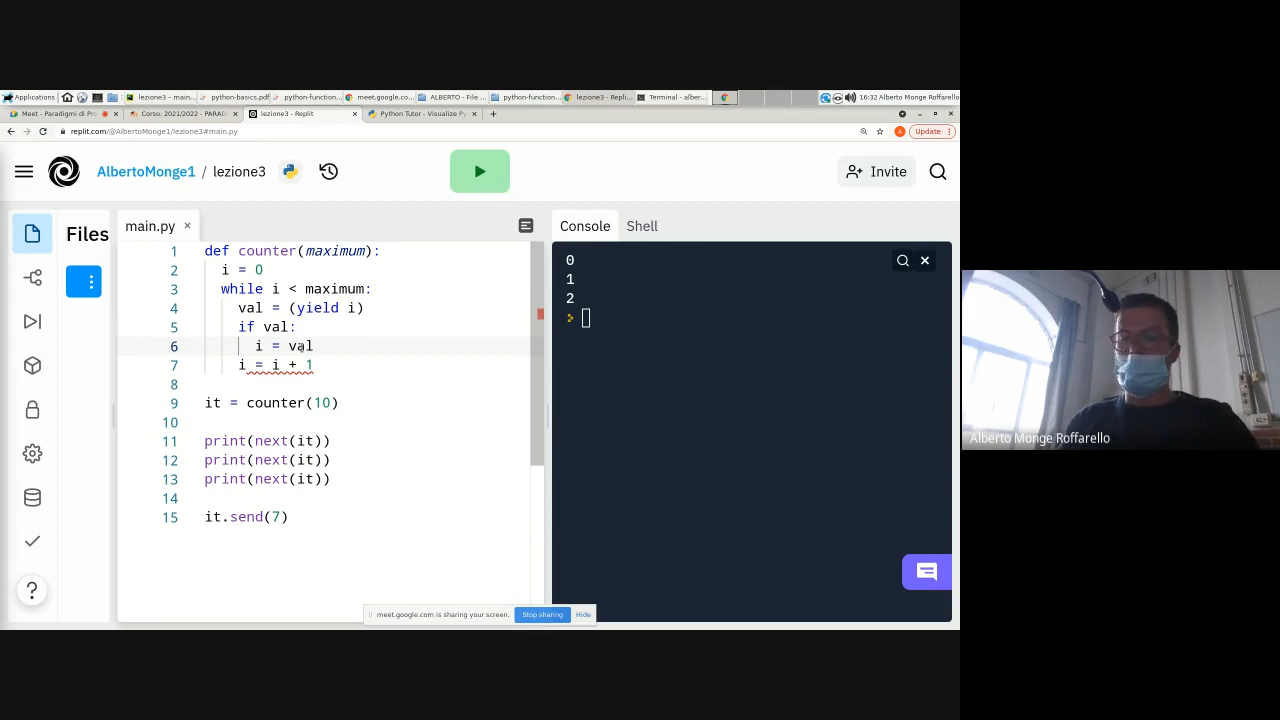 Applications
lezione3 - main...
python-basics.pdf
python-function...
meet.google.co...
ALBERTO - File ...
python-function...
lezione3 - Repli...
Terminal - alber...
16:32 Alberto Monge Roffarello
Meet - Paradigmi di Pro
Corso: 2021/2022 - PARADI
lezione3 - Replit
Python Tutor - Visualize Py
replit.com/@AlbertoMonge1/lezione3#main.py
A
Update
AlbertoMonge1 / lezione3
Invite
Files
main.py
Console
Shell
1 def counter(maximum):
2 i = 0
3 while i < maximum:
4 val = (yield i)
5 if val:
6 i = val
7 i = i + 1
8
9 it = counter(10)
10
11 print(next(it))
12 print(next(it))
13 print(next(it))
14
15 it.send(7)
0
1
2
?
meet.google.com is sharing your screen.
Stop sharing
Hide
Alberto Monge Roffarello